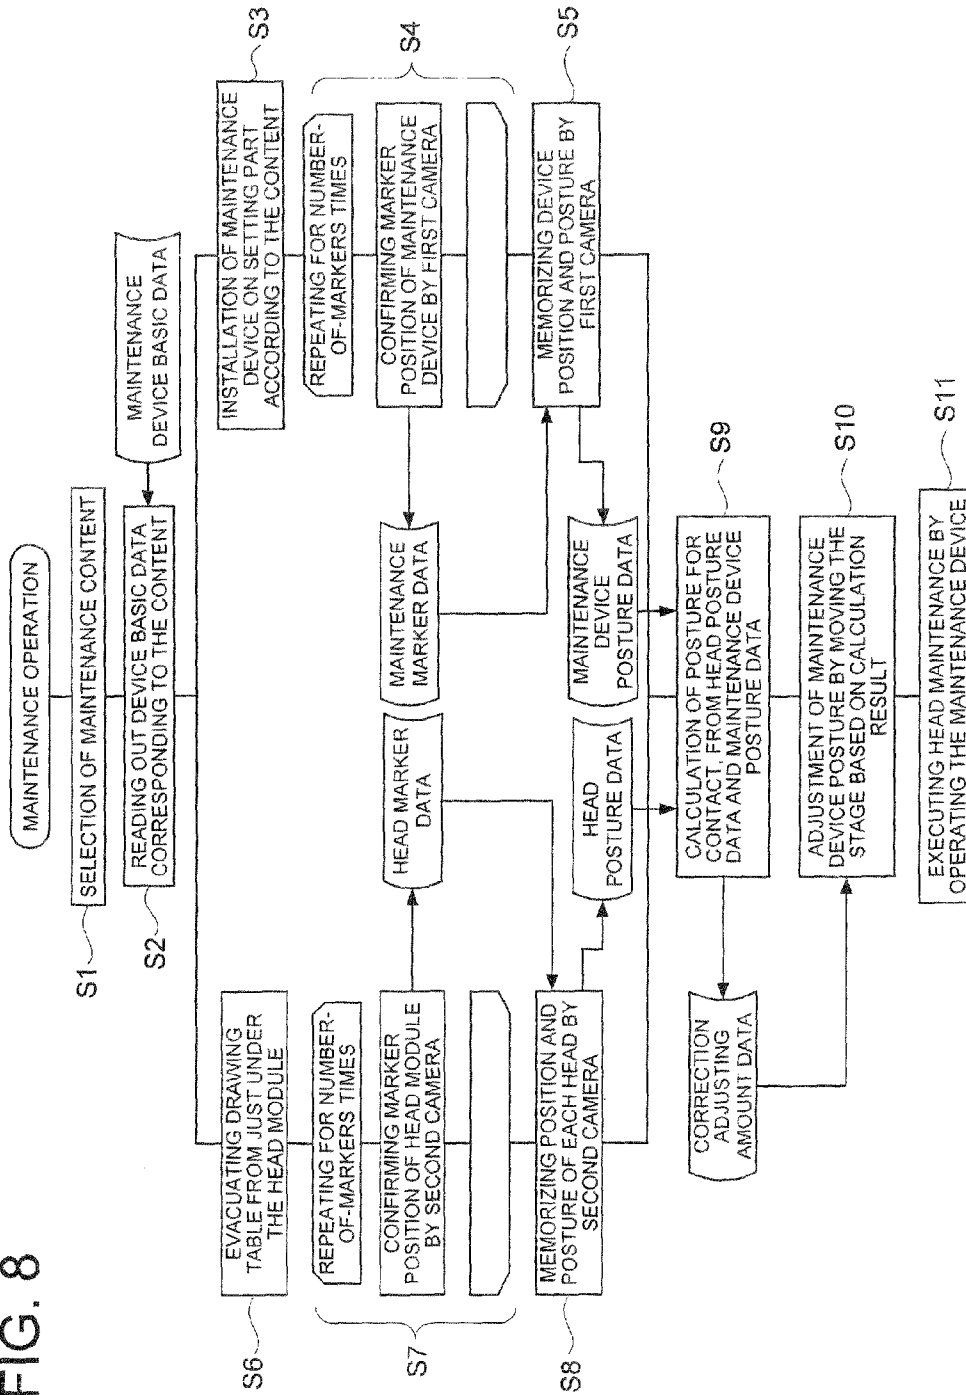 FIG. 8
MAINTENANCE OPERATION
S1
SELECTION OF MAINTENANCE CONTENT
S2
READING OUT DEVICE BASIC DATA
CORRESPONDING TO THE CONTENT
MAINTENANCE
DEVICE BASIC DATA
S6
EVACUATING DRAWING
TABLE FROM JUST UNDER
THE HEAD MODULE
S3
INSTALLATION OF MAINTENANCE
DEVICE ON SETTING PART
ACCORDING TO THE CONTENT
S7
REPEATING FOR NUMBER-
OF-MARKERS TIMES
CONFIRMING MARKER
POSITION OF HEAD MODULE
BY SECOND CAMERA
HEAD MARKER
DATA
MAINTENANCE
MARKER DATA
S4
REPEATING FOR NUMBER-
OF-MARKERS TIMES
CONFIRMING MARKER
POSITION OF MAINTENANCE
DEVICE BY FIRST CAMERA
S8
MEMORIZING POSITION AND
POSTURE OF EACH HEAD BY
SECOND CAMERA
HEAD
POSTURE DATA
MAINTENANCE
DEVICE
POSTURE DATA
S5
MEMORIZING DEVICE
POSITION AND POSTURE BY
FIRST CAMERA
CORRECTION
ADJUSTING
AMOUNT DATA
S9
CALCULATION OF POSTURE FOR
CONTACT, FROM HEAD POSTURE
DATA AND MAINTENANCE DEVICE
POSTURE DATA
S10
ADJUSTMENT OF MAINTENANCE
DEVICE POSTURE BY MOVING THE
STAGE BASED ON CALCULATION
RESULT
S11
EXECUTING HEAD MAINTENANCE BY
OPERATING THE MAINTENANCE DEVICE